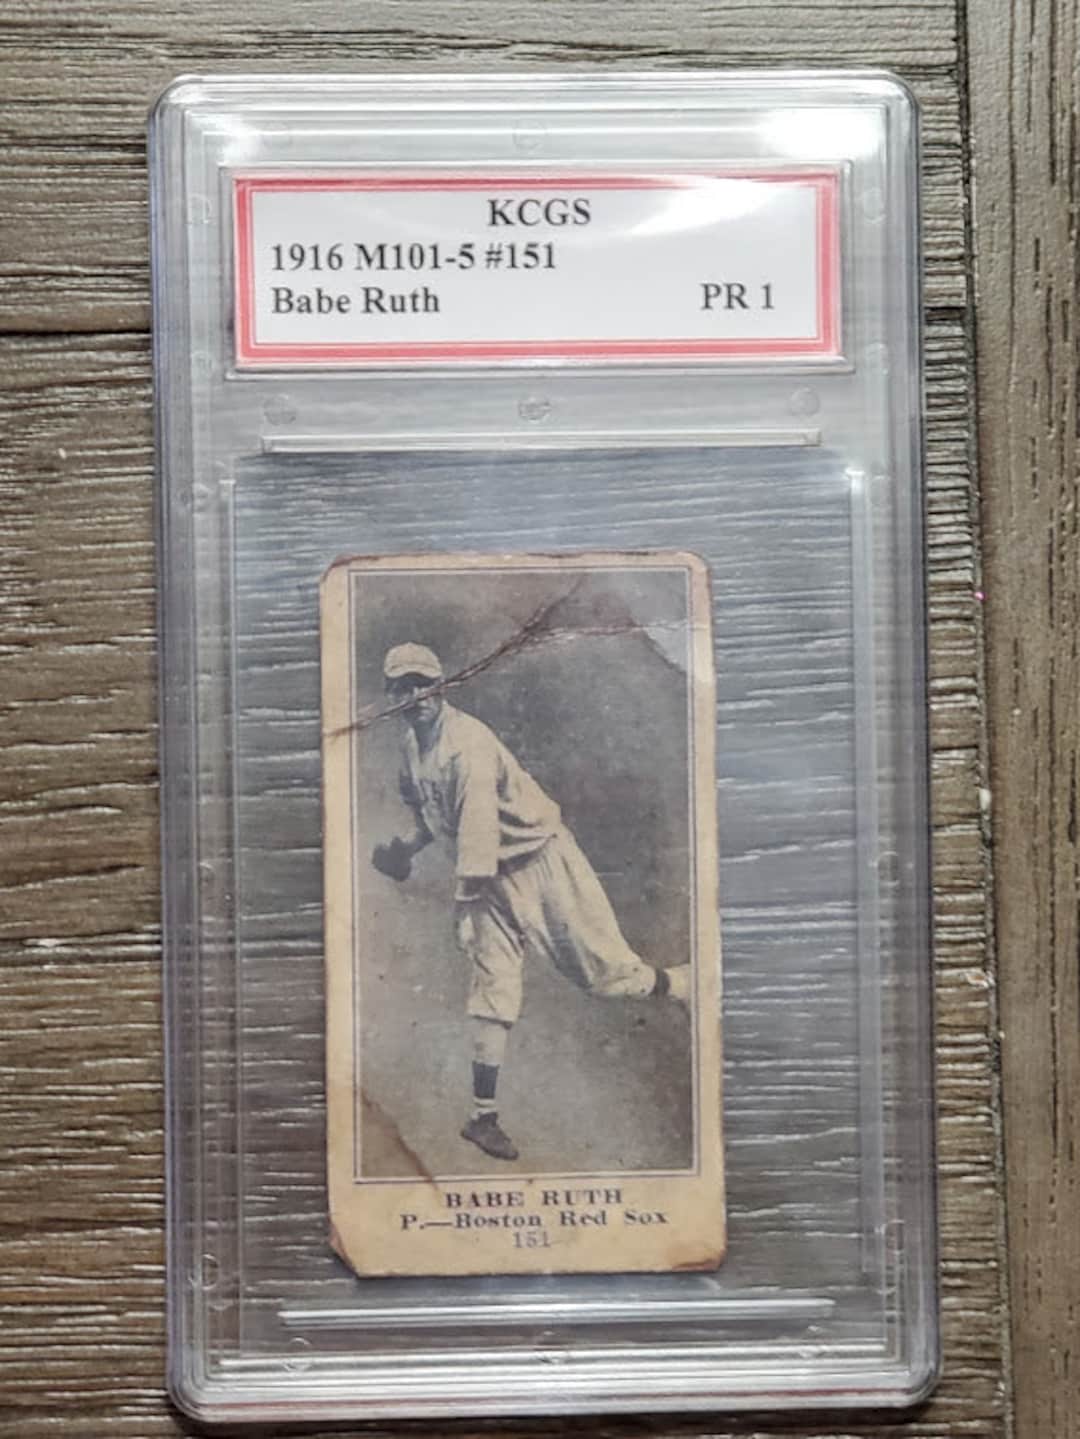 KCGS
1916 M101-5 #151
Babe Ruth PR 1
BABE RUTH
P.—Boston Red Sox
151